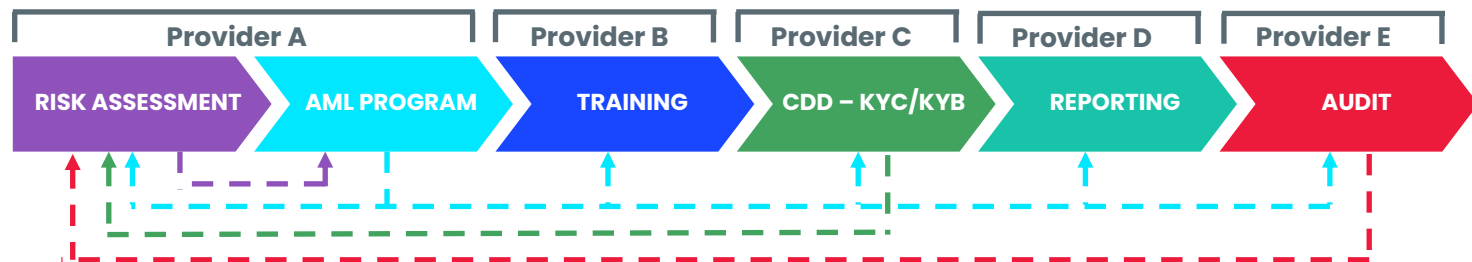 Provider A
Provider B
Provider C
Provider D
Provider E
RISK ASSESSMENT
AML PROGRAM
TRAINING
CDD – KYC/KYB
REPORTING
AUDIT